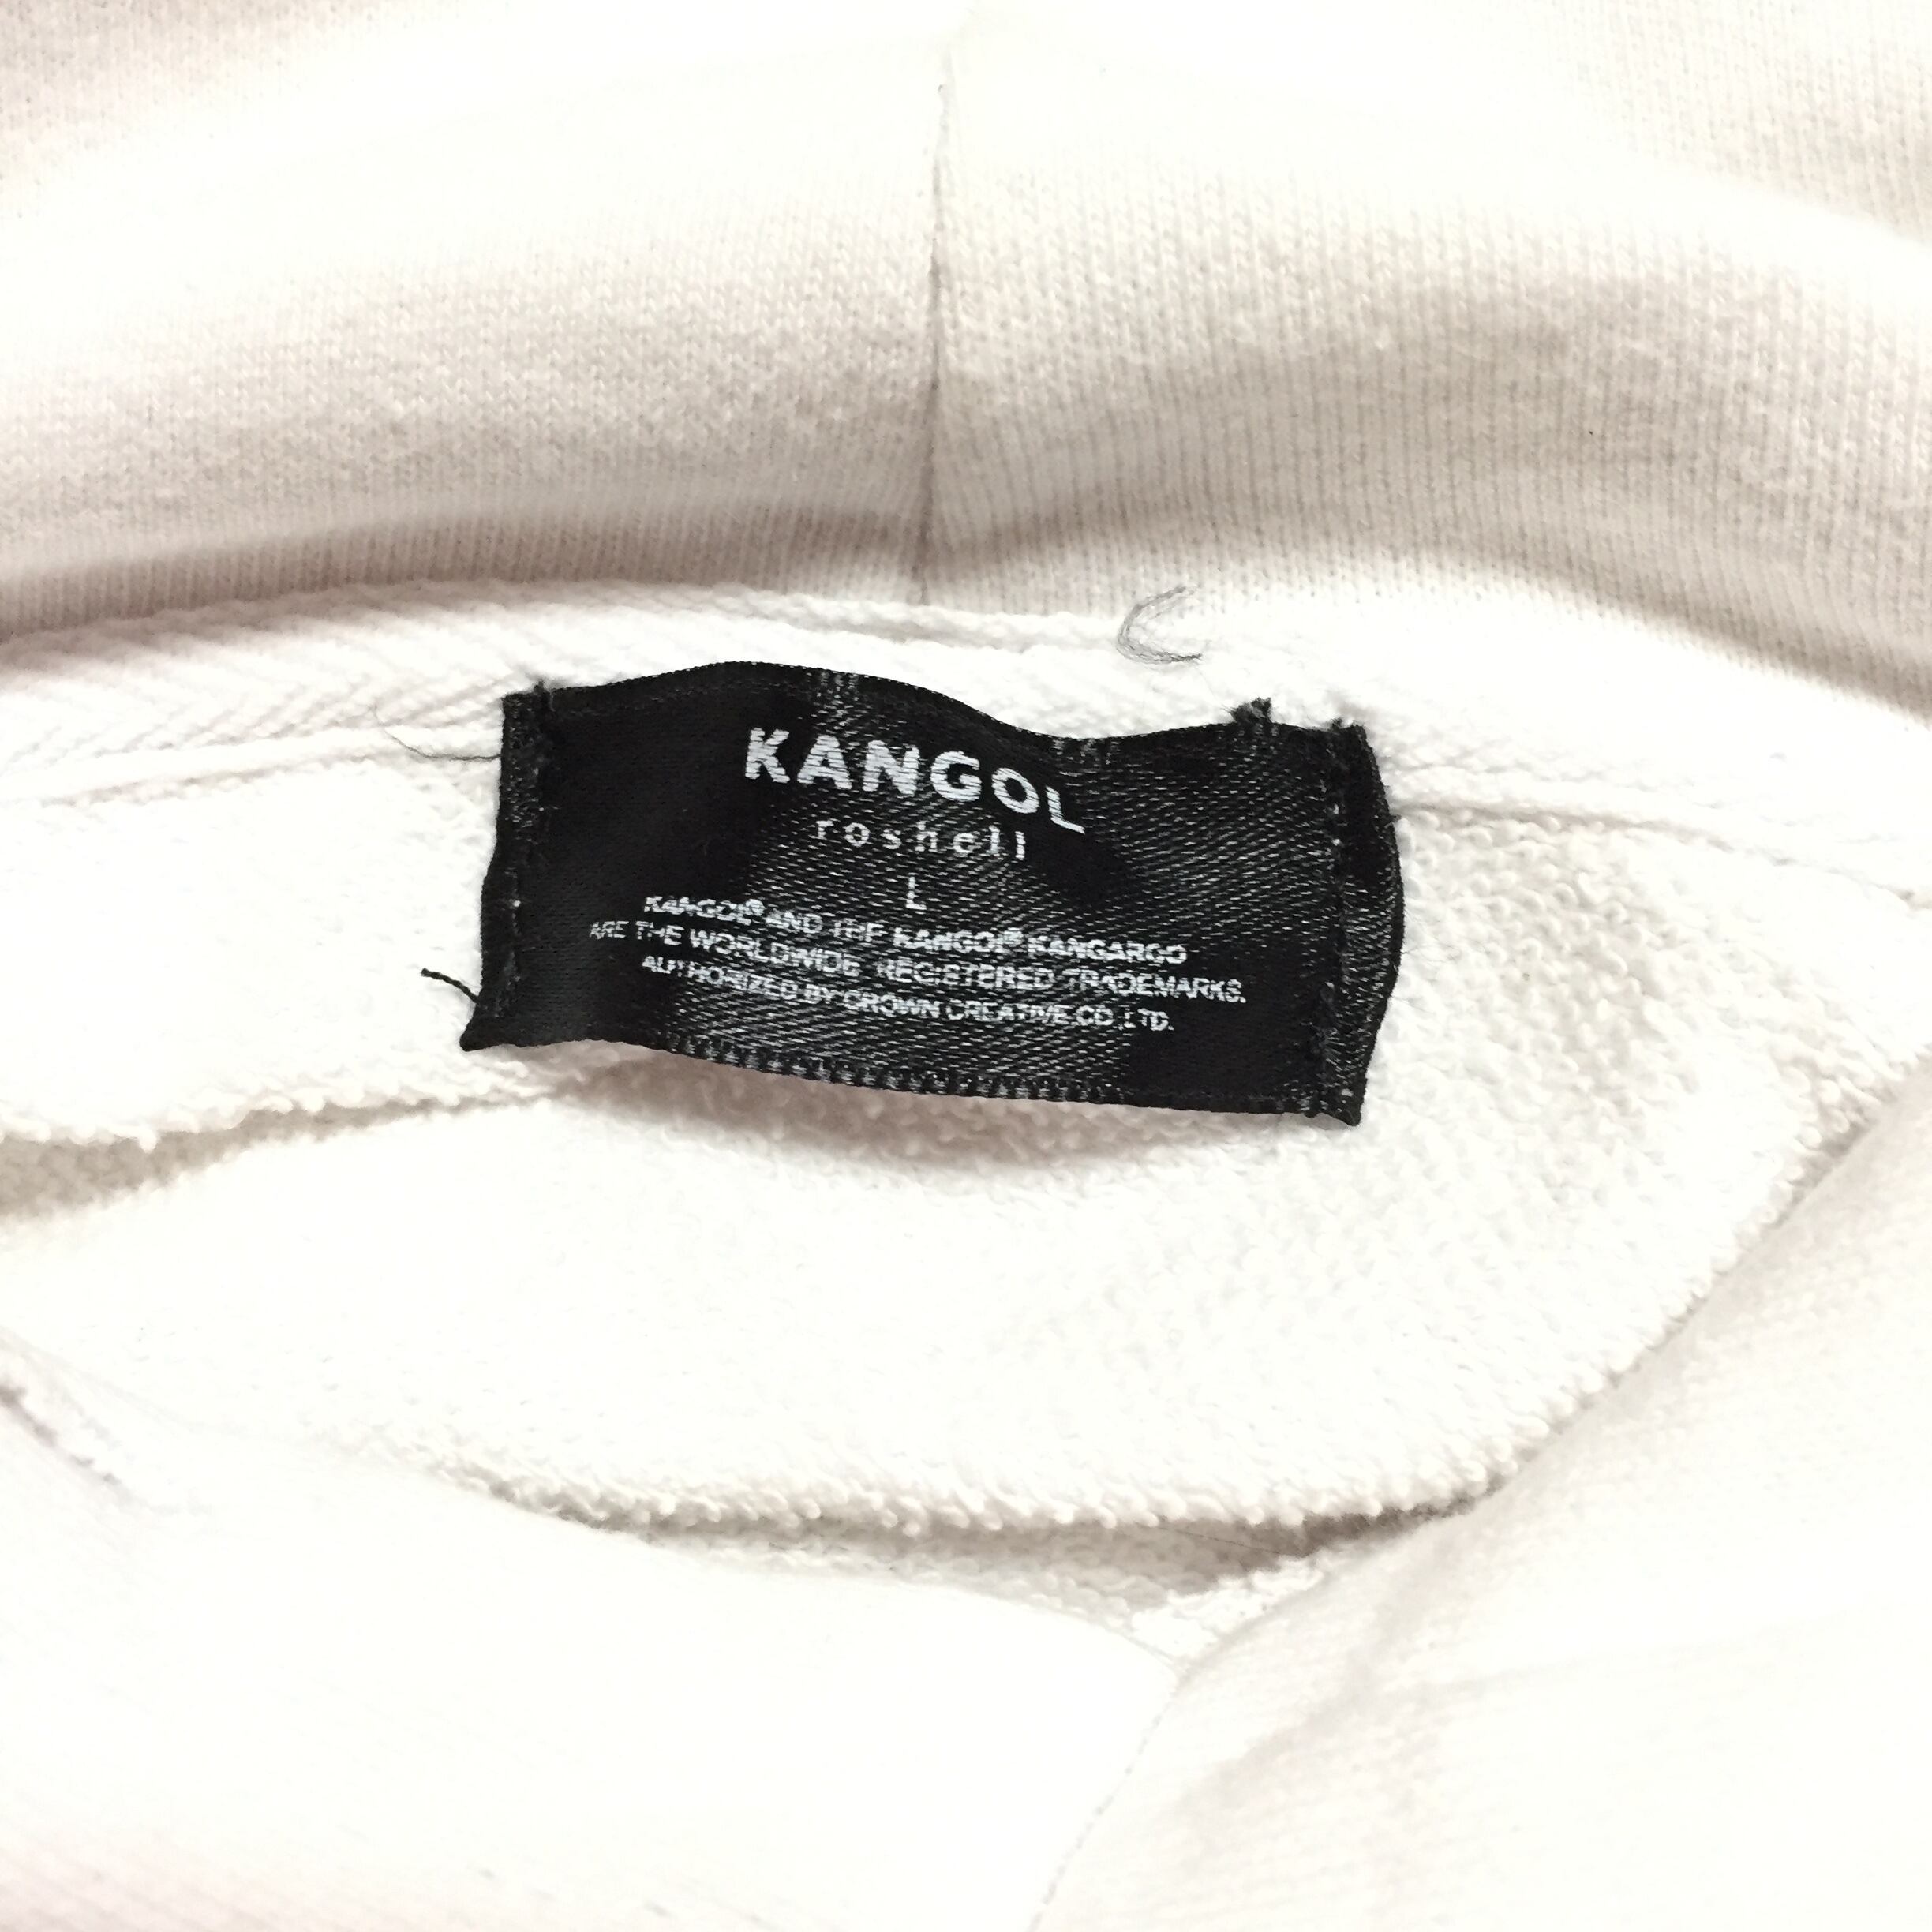 KANGOL
roshell
L
KANGOL® AND THE KANGOL® KANGAROO
ARE THE WORLDWIDE REGISTERED TRADEMARKS.
AUTHORIZED BY CROWN CREATIVE.CO.,LTD.